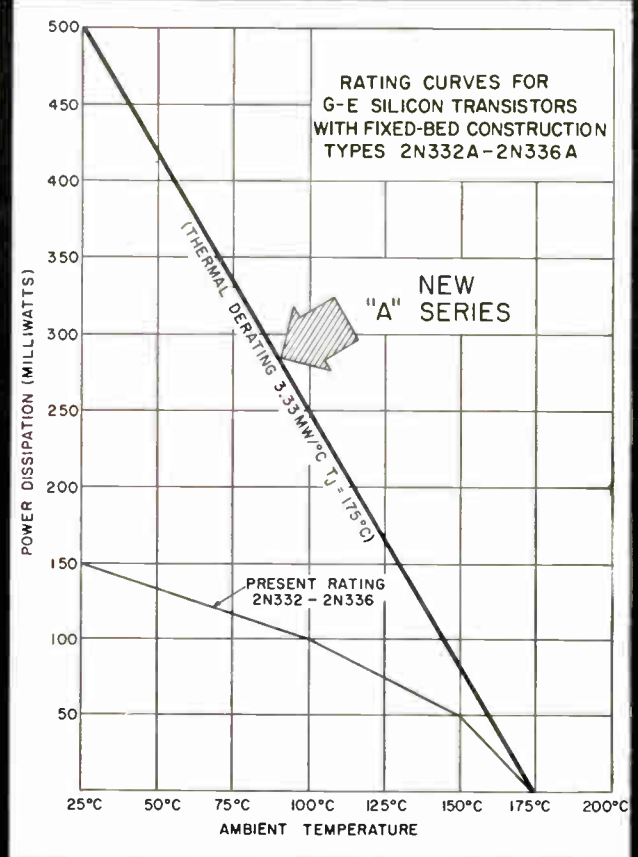 RATING CURVES FOR
G-E SILICON TRANSISTORS
WITH FIXED-BED CONSTRUCTION
TYPES 2N332A-2N336A
NEW
"A" SERIES
(THERMAL DERATING 3.33MW/°C TJ = 175°C)
PRESENT RATING
2N332 - 2N336
POWER DISSIPATION (MILLIWATTS)
500
450
400
350
300
250
200
150
100
50
25°C 50°C 75°C 100°C 125°C 150°C 175°C 200°C
AMBIENT TEMPERATURE